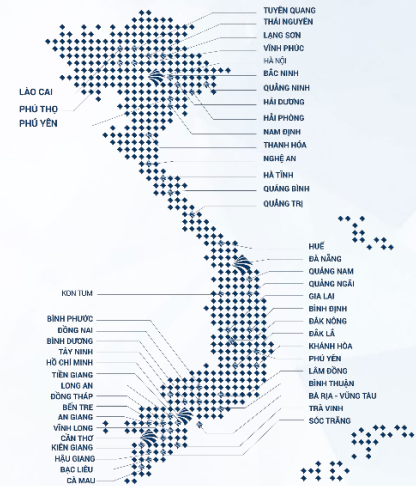 TUYÊN QUANG
THÁI NGUYÊN
LẠNG SƠN
VĨNH PHÚC
HÀ NỘI
BẮC NINH
QUẢNG NINH
HẢI DƯƠNG
HẢI PHÒNG
NAM ĐỊNH
THANH HÓA
NGHỆ AN
HÀ TĨNH
QUẢNG BÌNH
QUẢNG TRỊ
LÀO CAI
PHÚ THỌ
PHÚ YÊN
HUẾ
ĐÀ NẴNG
QUẢNG NAM
QUẢNG NGÃI
GIA LAI
BÌNH ĐỊNH
ĐĂK NÔNG
ĐĂK LĂ
KHÁNH HÒA
PHÚ YÊN
LÂM ĐỒNG
BÌNH THUẬN
BÀ RỊA - VŨNG TÀU
TRÀ VINH
SÓC TRĂNG
KON TUM
BÌNH PHƯỚC
ĐỒNG NAI
BÌNH DƯƠNG
TÂY NINH
HỒ CHÍ MINH
TIỀN GIANG
LONG AN
ĐỒNG THÁP
BẾN TRE
AN GIANG
VĨNH LONG
CẦN THƠ
KIÊN GIANG
HẬU GIANG
BẠC LIÊU
CÀ MAU